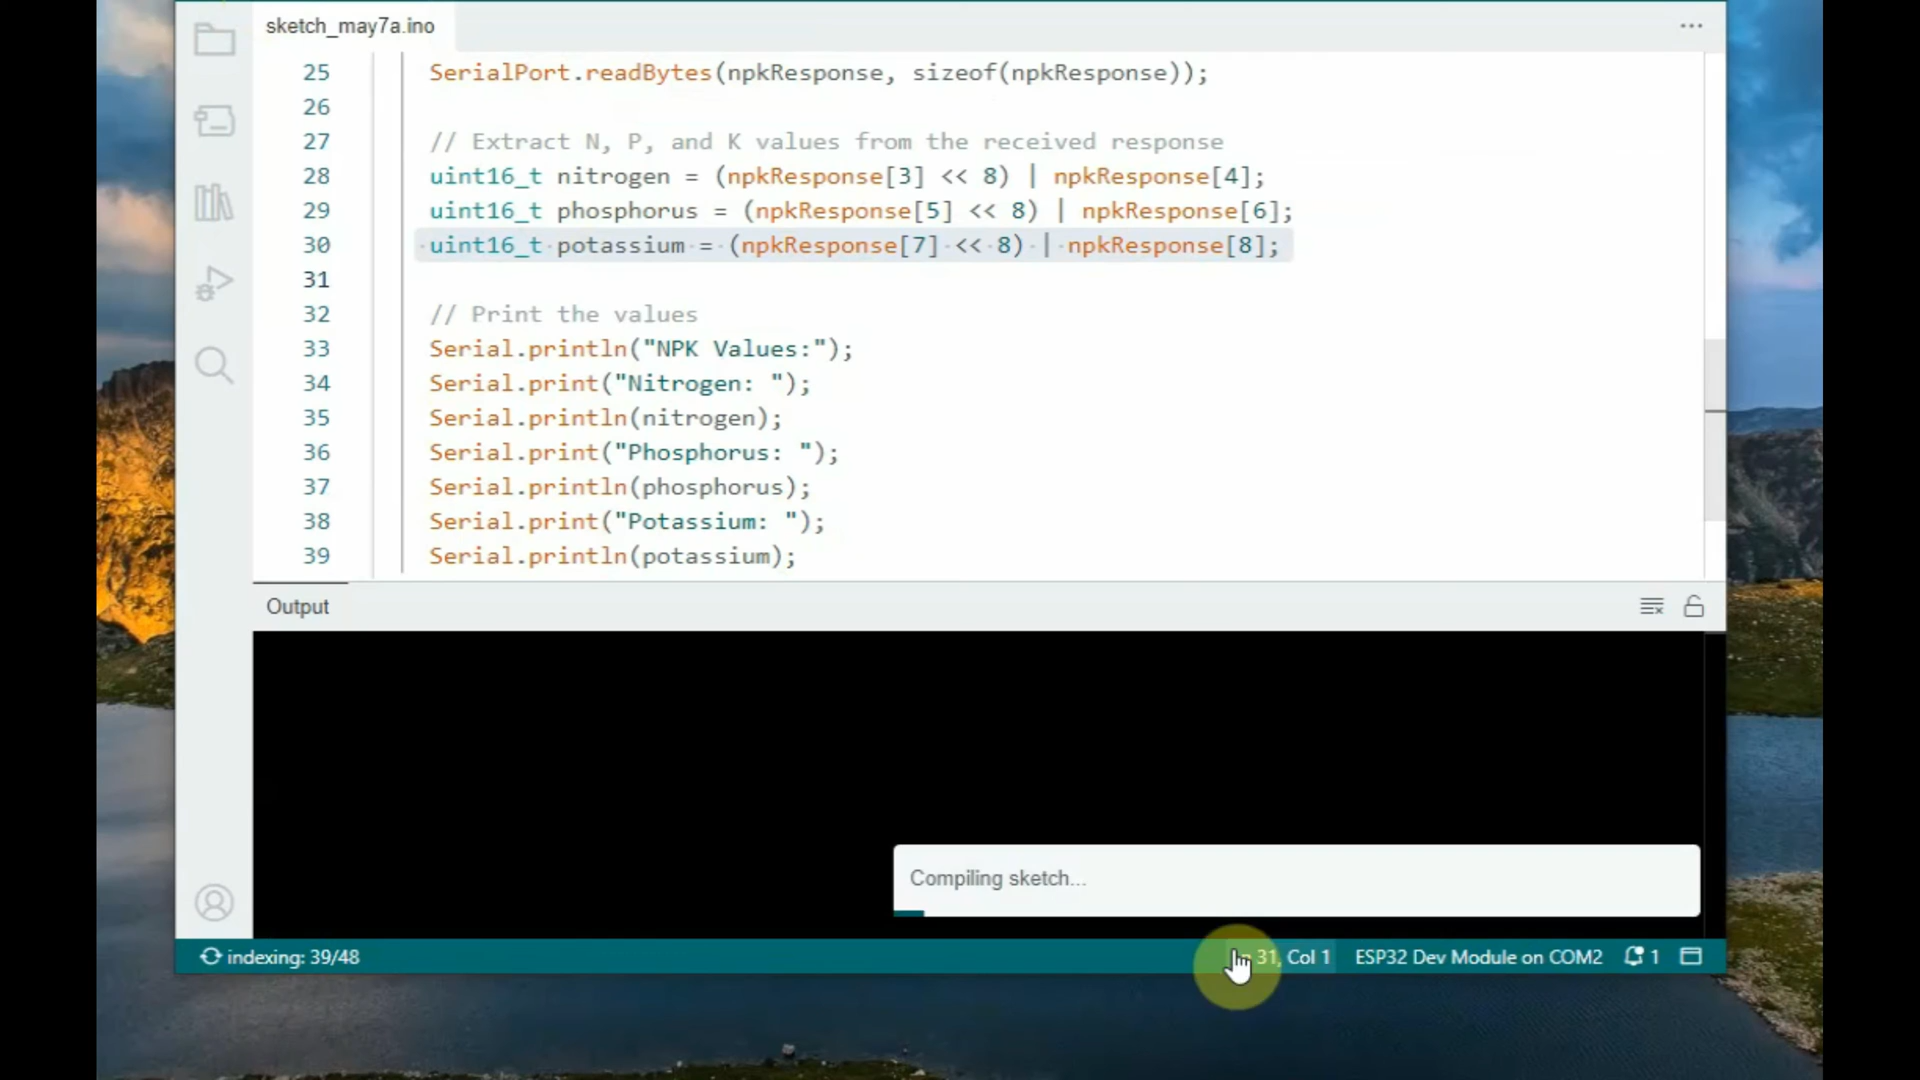 sketch_may7a.ino
25 SerialPort.readBytes(npkResponse, sizeof(npkResponse));
26
27 // Extract N, P, and K values from the received response
28 uint16_t nitrogen = (npkResponse[3] << 8) | npkResponse[4];
29 uint16_t phosphorus = (npkResponse[5] << 8) | npkResponse[6];
30 uint16_t potassium = (npkResponse[7] << 8) | npkResponse[8];
31
32 // Print the values
33 Serial.println("NPK Values:");
34 Serial.print("Nitrogen: ");
35 Serial.println(nitrogen);
36 Serial.print("Phosphorus: ");
37 Serial.println(phosphorus);
38 Serial.print("Potassium: ");
39 Serial.println(potassium);
Output
Compiling sketch...
indexing: 39/48 31, Col 1 ESP32 Dev Module on COM2 1